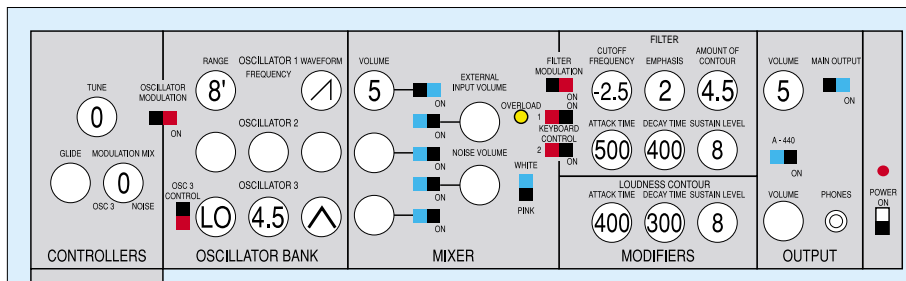 TUNE
0
OSCILLATOR
MODULATION
ON
GLIDE
MODULATION MIX
0
OSC 3
NOISE
CONTROLLERS
RANGE
OSCILLATOR 1
WAVEFORM
FREQUENCY
8'
OSCILLATOR 2
OSC 3
CONTROL
OSCILLATOR 3
LO
4.5
OSCILLATOR BANK
VOLUME
5
ON
EXTERNAL
INPUT VOLUME
ON
OVERLOAD
ON
NOISE VOLUME
ON
WHITE
PINK
ON
MIXER
FILTER
FILTER
MODULATION
ON
ON
1
KEYBOARD
CONTROL
2
ON
CUTOFF
FREQUENCY
EMPHASIS
AMOUNT OF
CONTOUR
-2.5
2
4.5
ATTACK TIME
DECAY TIME
SUSTAIN LEVEL
500
400
8
LOUDNESS CONTOUR
ATTACK TIME
DECAY TIME
SUSTAIN LEVEL
400
300
8
MODIFIERS
VOLUME
MAIN OUTPUT
5
ON
A - 440
ON
VOLUME
PHONES
OUTPUT
POWER
ON